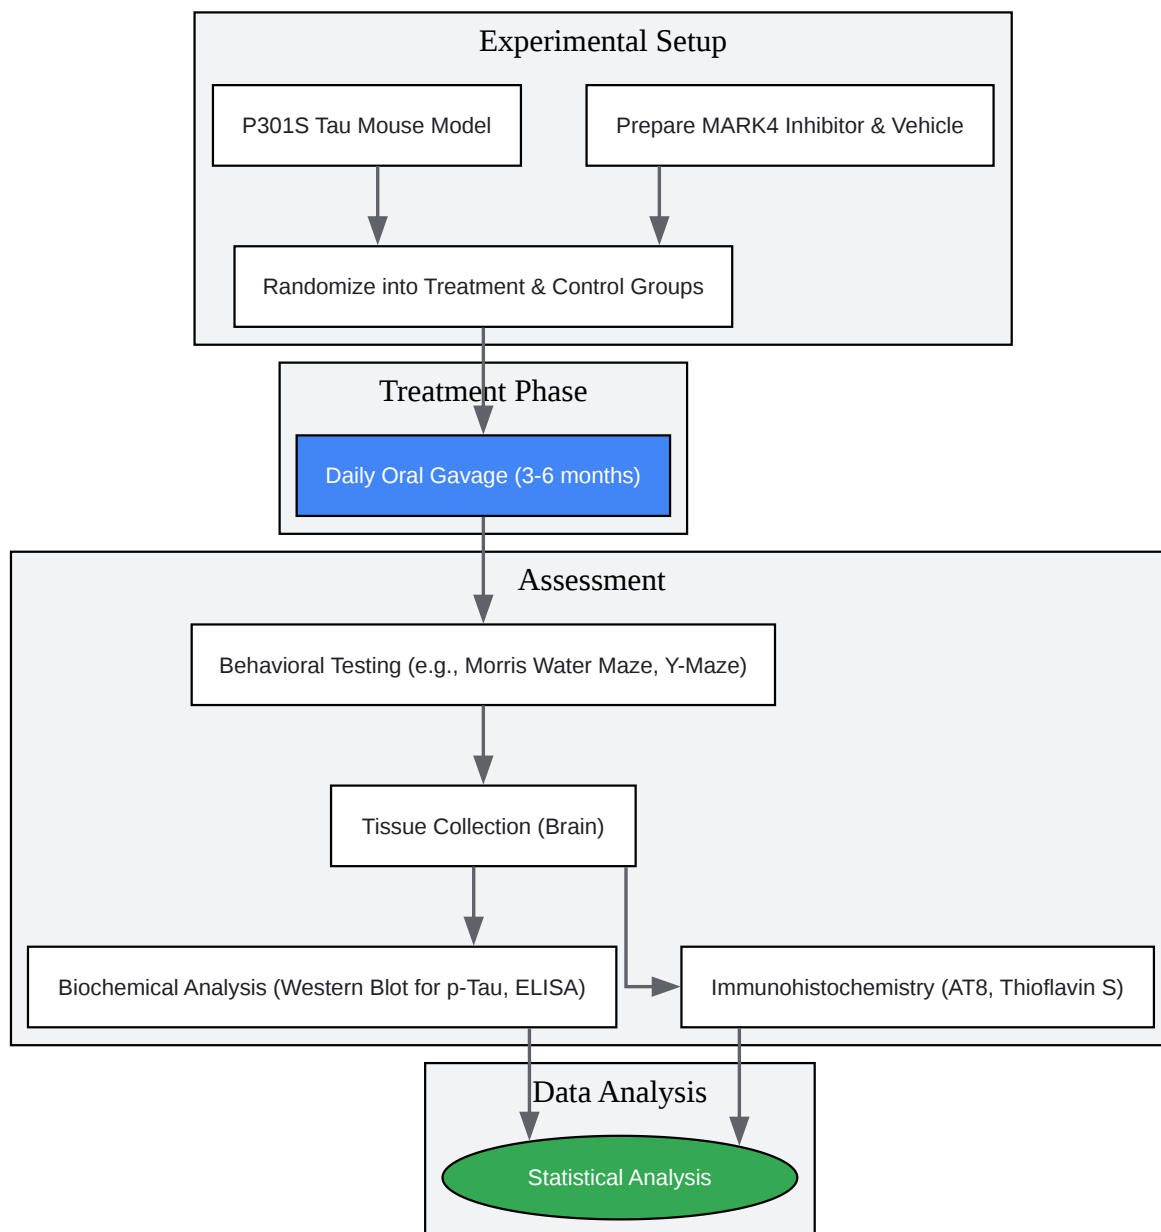 Experimental Setup
P301S Tau Mouse Model
Prepare MARK4 Inhibitor & Vehicle
Randomize into Treatment & Control Groups
Treatment Phase
Daily Oral Gavage (3-6 months)
Assessment
Behavioral Testing (e.g., Morris Water Maze, Y-Maze)
Tissue Collection (Brain)
Biochemical Analysis (Western Blot for p-Tau, ELISA)
Immunohistochemistry (AT8, Thioflavin S)
Data Analysis
Statistical Analysis